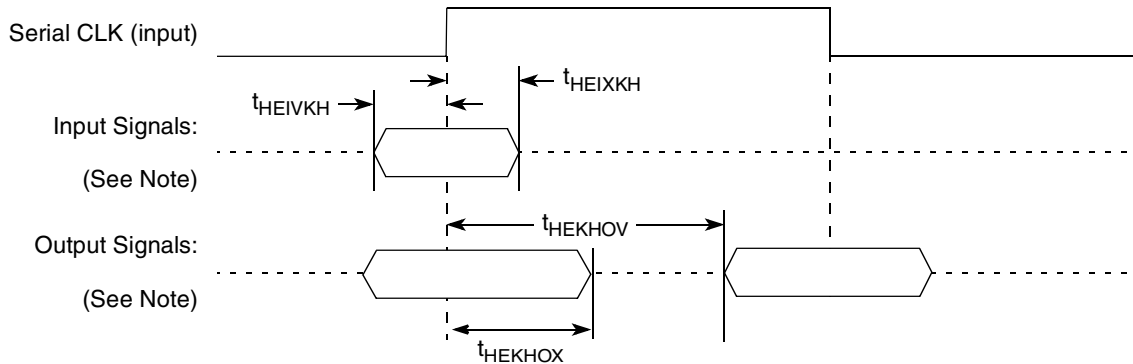 Serial CLK (input)
tHEIXKH
tHEIVKH
Input Signals:
(See Note)
tHEKHOV
Output Signals:
(See Note)
tHEKHOX